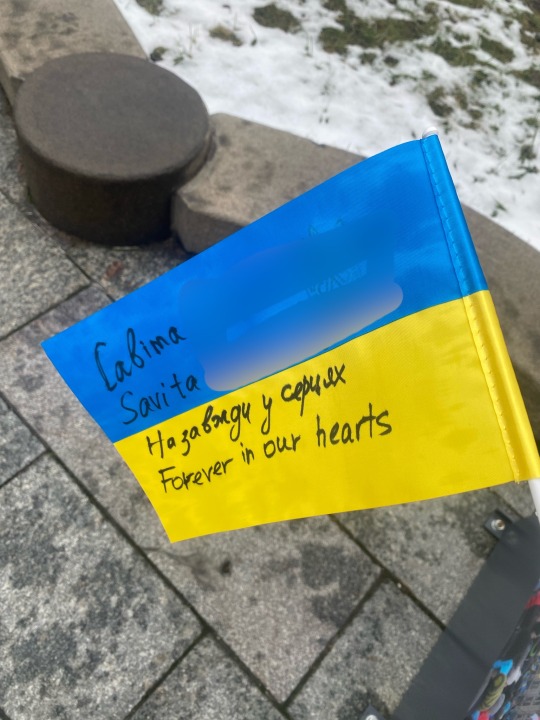 Савіта
Savita
Назавжди у серцях
Forever in our hearts